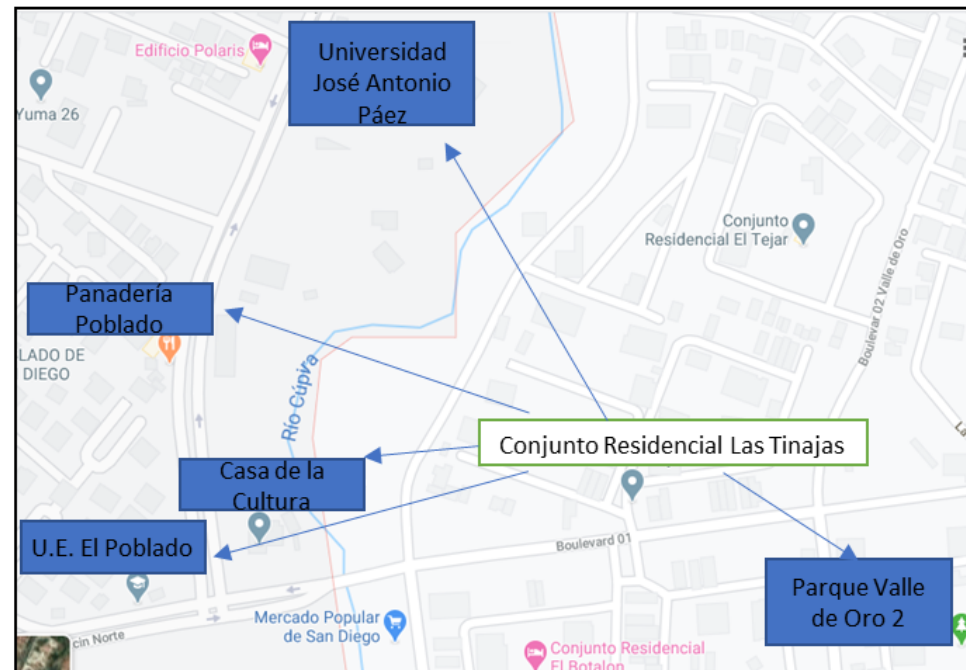 Edificio Polaris
Universidad
José Antonio
Páez
Yuma 26
Conjunto
Residencial El Tejar
Boulevar 02 Valle de Oro
Panadería
Poblado
LADO DE
DIEGO
Río Cúpira
Conjunto Residencial Las Tinajas
Casa de la
Cultura
U.E. El Poblado
Boulevard 01
Parque Valle
de Oro 2
Mercado Popular
de San Diego
cin Norte
Conjunto Residencial
El Botalon